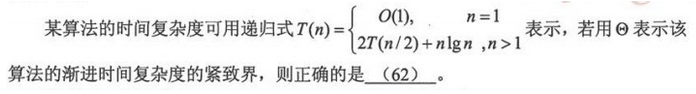 某算法的时间复杂度可用递归式T(n)={ O(1), n=1 2T(n/2)+nlgn ,n>1 表示，若用Θ表示该
算法的渐进时间复杂度的紧致界，则正确的是 （62） 。